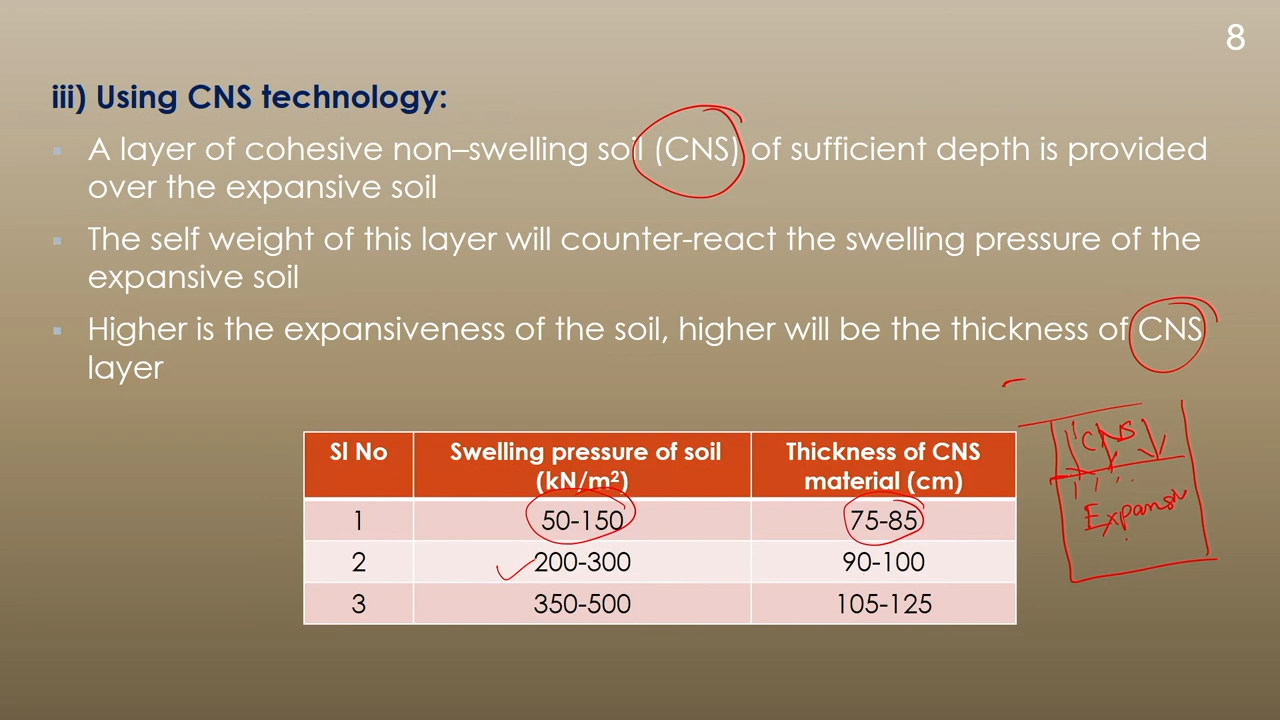 8
iii) Using CNS technology:
▪ A layer of cohesive non–swelling soil (CNS) of sufficient depth is provided
over the expansive soil
▪ The self weight of this layer will counter-react the swelling pressure of the
expansive soil
▪ Higher is the expansiveness of the soil, higher will be the thickness of CNS
layer
Sl No Swelling pressure of soil (kN/m²) Thickness of CNS material (cm)
1 50-150 75-85
2 200-300 90-100
3 350-500 105-125
CNS
Expansiv